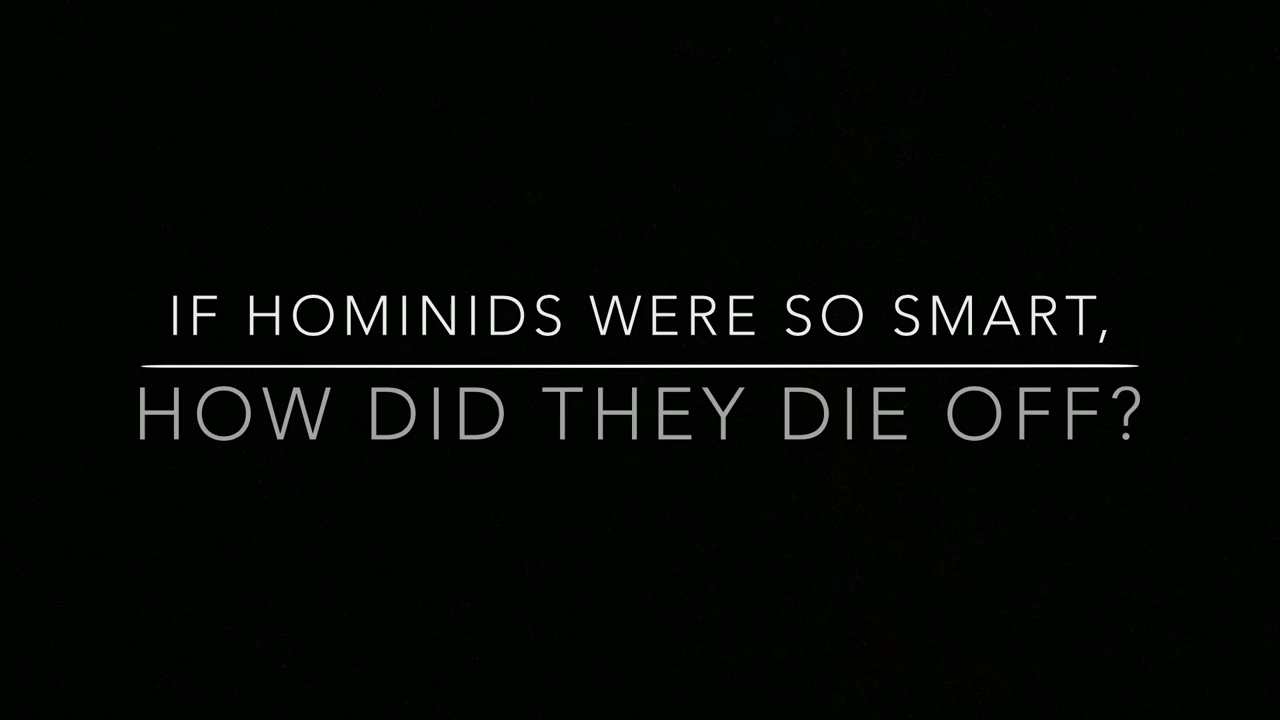 IF HOMINIDS WERE SO SMART,
HOW DID THEY DIE OFF?